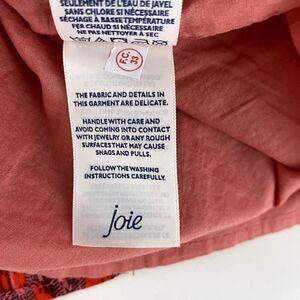 SEULEMENT DE L'EAU DE JAVEL
SANS CHLORE SI NÉCESSAIRE
SÉCHAGE À BASSE TEMPÉRATURE
FER CHAUD SI NÉCESSAIRE
NE PAS NETTOYER À SEC
F.C.
33
THE FABRIC AND DETAILS IN
THIS GARMENT ARE DELICATE.
HANDLE WITH CARE AND
AVOID COMING INTO CONTACT
WITH JEWELRY OR ANY ROUGH
SURFACES THAT MAY CAUSE
SNAGS AND PULLS.
FOLLOW THE WASHING
INSTRUCTIONS CAREFULLY.
joie